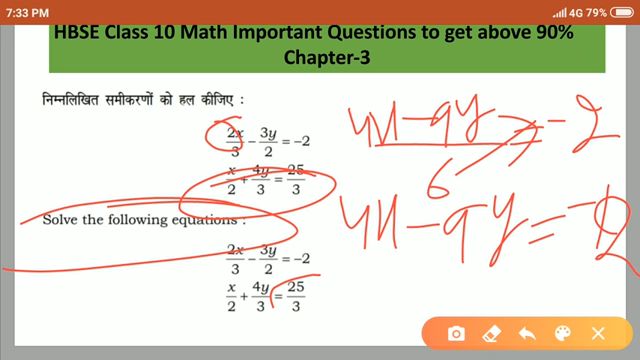 7:33 PM 4G 79%
HBSE Class 10 Math Important Questions to get above 90%
Chapter-3
निम्नलिखित समीकरणों को हल कीजिए :
2x/3 - 3y/2 = -2
x/2 + 4y/3 = 25/3
Solve the following equations :
2x/3 - 3y/2 = -2
x/2 + 4y/3 = 25/3
4x - 9y
6
= -2
4x - 9y = -12